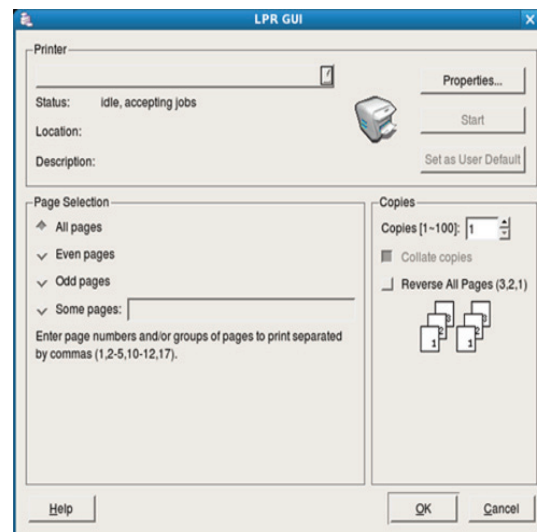 LPR GUI
Printer
Properties...
Status: idle, accepting jobs
Start
Location:
Description:
Set as User Default
Page Selection
All pages
Even pages
Odd pages
Some pages:
Enter page numbers and/or groups of pages to print separated
by commas (1,2-5,10-12,17).
Copies
Copies [1~100]: 1
Collate copies
Reverse All Pages (3,2,1)
3 3
2 2
1 1
Help
OK
Cancel